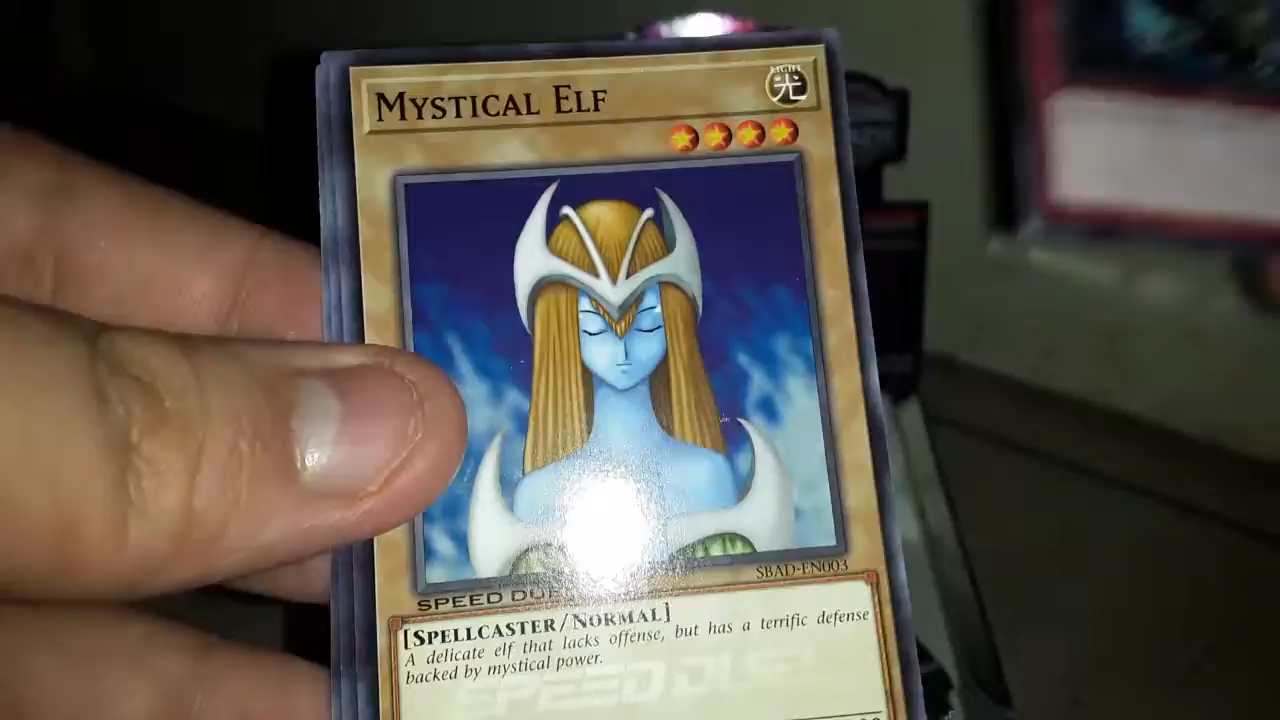 MYSTICAL ELF
LIGHT
光
SBAD-EN003
SPEED DUEL
[SPELLCASTER/NORMAL]
A delicate elf that lacks offense, but has a terrific defense
backed by mystical power.
SPEED DUEL